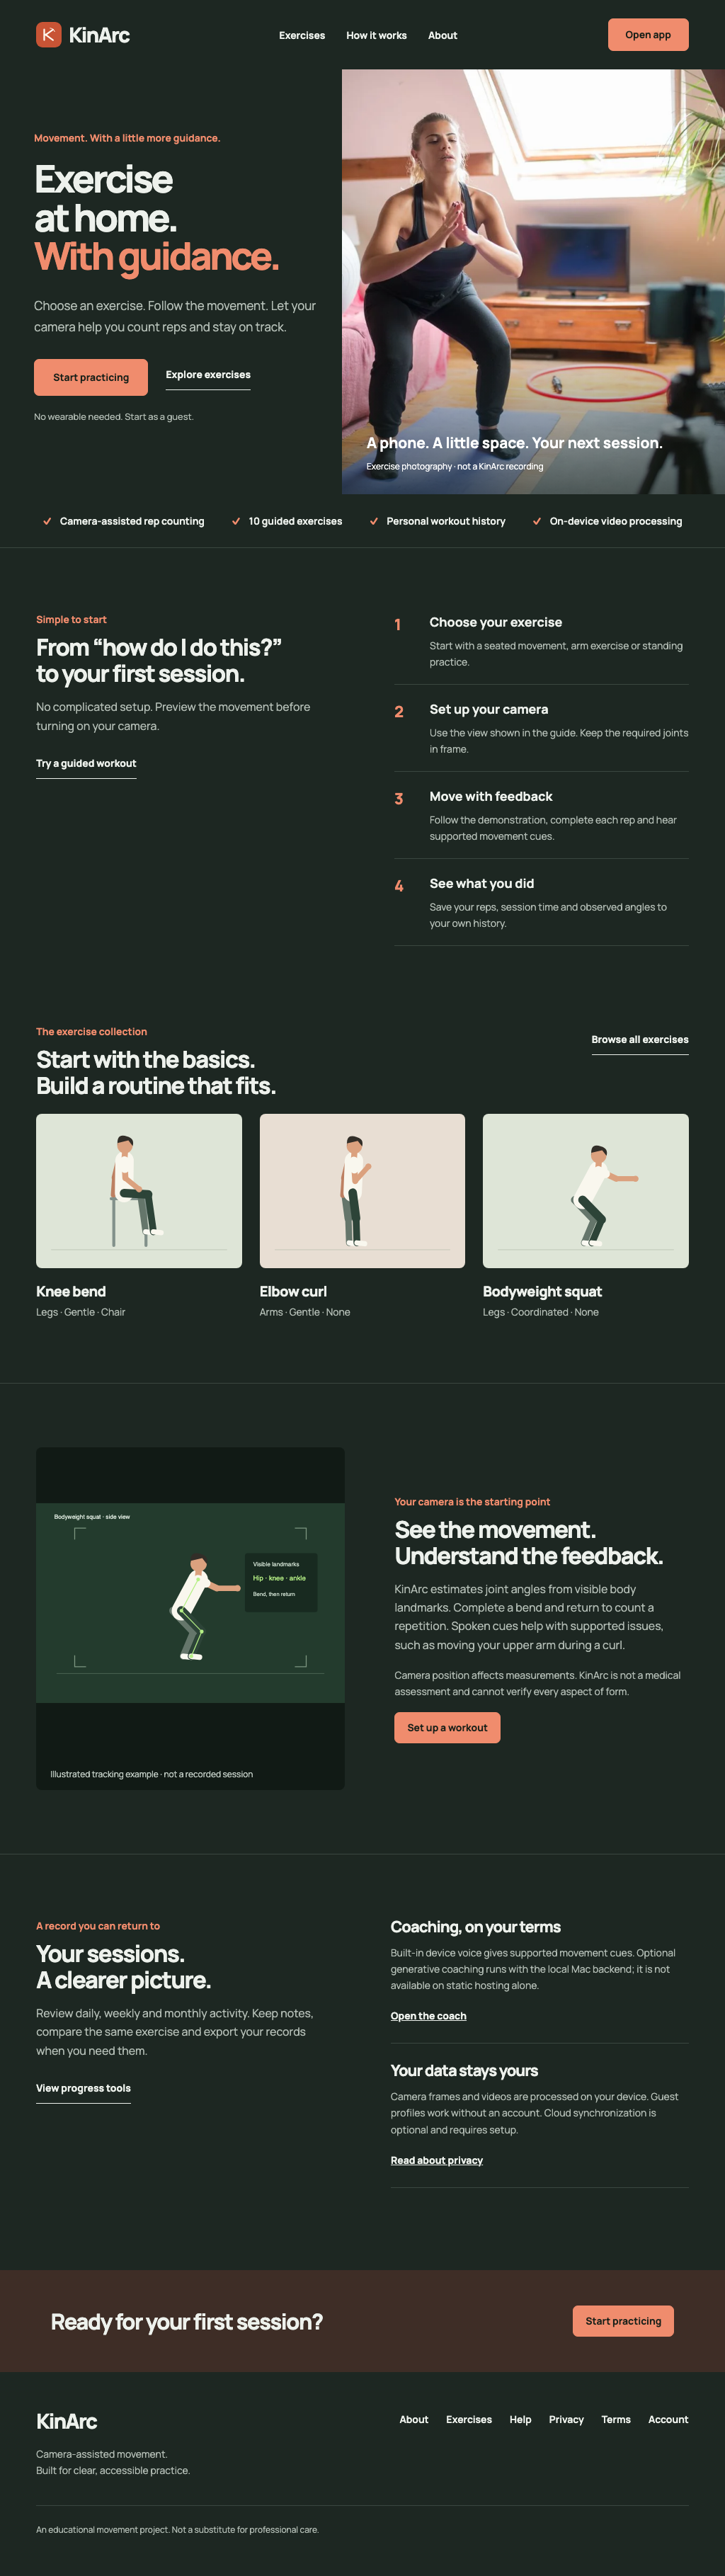 KinArc
Exercises How it works About
Open app
Movement. With a little more guidance.
Exercise
at home.
With guidance.
Choose an exercise. Follow the movement. Let your
camera help you count reps and stay on track.
Start practicing
Explore exercises
No wearable needed. Start as a guest.
A phone. A little space. Your next session.
Exercise photography · not a KinArc recording
Camera-assisted rep counting
10 guided exercises
Personal workout history
On-device video processing
Simple to start
From “how do I do this?”
to your first session.
No complicated setup. Preview the movement before
turning on your camera.
Try a guided workout
1
Choose your exercise
Start with a seated movement, arm exercise or standing
practice.
2
Set up your camera
Use the view shown in the guide. Keep the required joints
in frame.
3
Move with feedback
Follow the demonstration, complete each rep and hear
supported movement cues.
4
See what you did
Save your reps, session time and observed angles to
your own history.
The exercise collection
Start with the basics.
Build a routine that fits.
Browse all exercises
Knee bend
Legs · Gentle · Chair
Elbow curl
Arms · Gentle · None
Bodyweight squat
Legs · Coordinated · None
Bodyweight squat · side view
Visible landmarks
Hip · knee · ankle
Bend, then return
Illustrated tracking example · not a recorded session
Your camera is the starting point
See the movement.
Understand the feedback.
KinArc estimates joint angles from visible body
landmarks. Complete a bend and return to count a
repetition. Spoken cues help with supported issues,
such as moving your upper arm during a curl.
Camera position affects measurements. KinArc is not a medical
assessment and cannot verify every aspect of form.
Set up a workout
A record you can return to
Your sessions.
A clearer picture.
Review daily, weekly and monthly activity. Keep notes,
compare the same exercise and export your records
when you need them.
View progress tools
Coaching, on your terms
Built-in device voice gives supported movement cues. Optional
generative coaching runs with the local Mac backend; it is not
available on static hosting alone.
Open the coach
Your data stays yours
Camera frames and videos are processed on your device. Guest
profiles work without an account. Cloud synchronization is
optional and requires setup.
Read about privacy
Ready for your first session?
Start practicing
KinArc
Camera-assisted movement.
Built for clear, accessible practice.
About Exercises Help Privacy Terms Account
An educational movement project. Not a substitute for professional care.